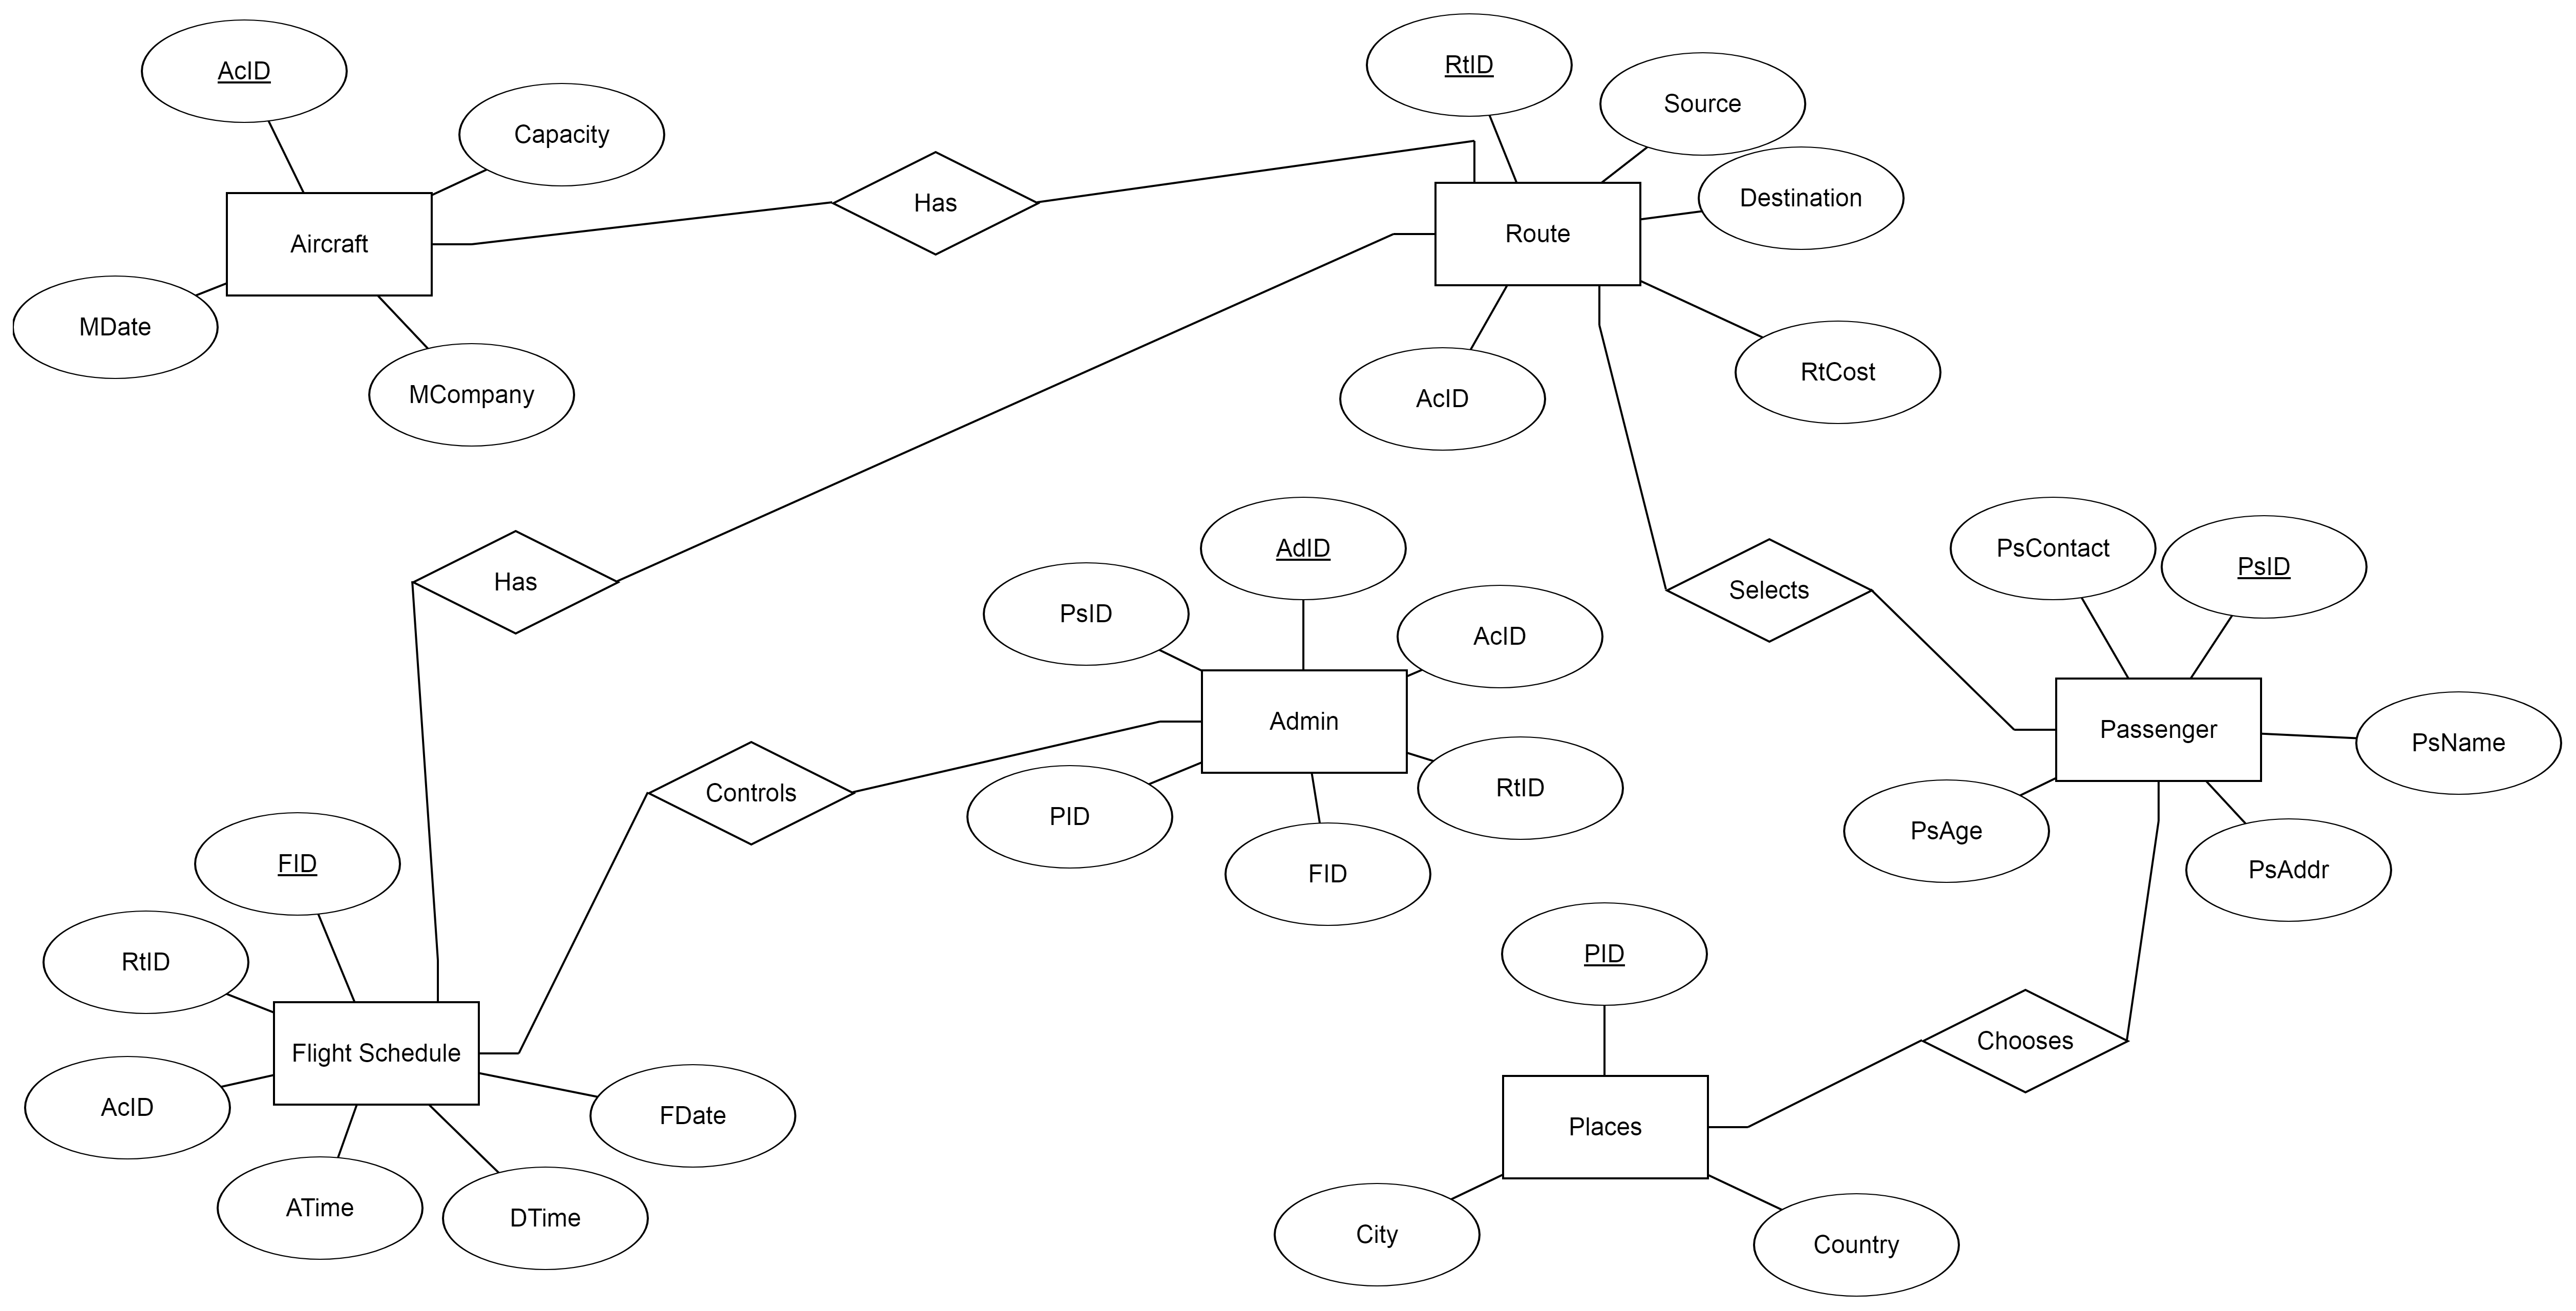 AcID
Capacity
Aircraft
MDate
MCompany
Has
RtID
Source
Destination
Route
RtCost
AcID
Has
Selects
AdID
PsID
AcID
Admin
RtID
PID
FID
Controls
PsContact
PsID
Passenger
PsName
PsAge
PsAddr
FID
RtID
Flight Schedule
AcID
FDate
ATime
DTime
PID
Chooses
Places
City
Country